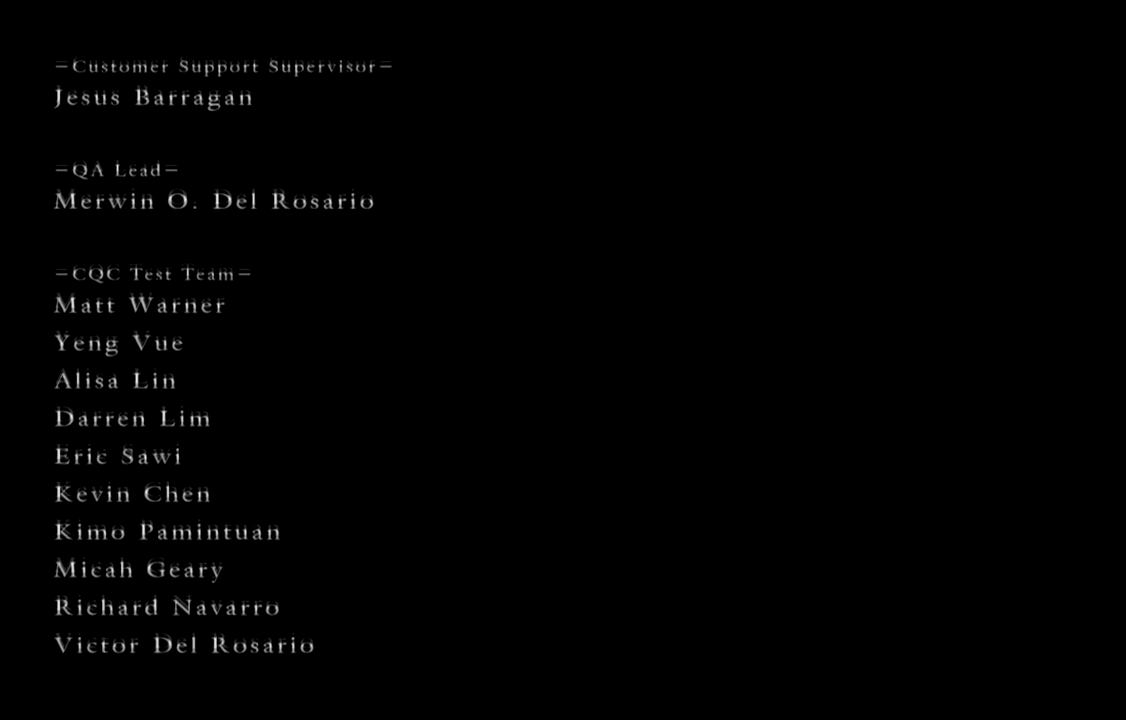 -Customer Support Supervisor-
Jesus Barragan
-QA Lead-
Merwin O. Del Rosario
-CQC Test Team-
Matt Warner
Yeng Vue
Alisa Lin
Darren Lim
Eric Sawi
Kevin Chen
Kimo Pamintuan
Micah Geary
Richard Navarro
Victor Del Rosario